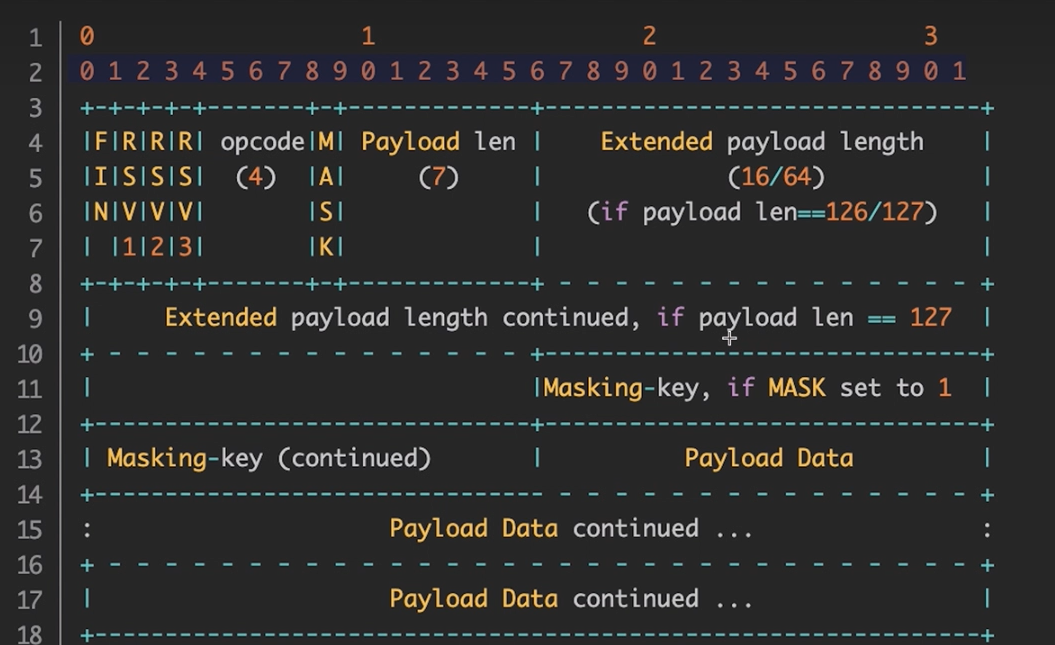 1 0                   1                   2                   3
2 0 1 2 3 4 5 6 7 8 9 0 1 2 3 4 5 6 7 8 9 0 1 2 3 4 5 6 7 8 9 0 1
3 +-+-+-+-+-------+-+-------------+-------------------------------+
4 |F|R|R|R| opcode|M| Payload len |    Extended payload length    |
5 |I|S|S|S|  (4)  |A|     (7)     |             (16/64)           |
6 |N|V|V|V|       |S|             |   (if payload len==126/127)   |
7 | |1|2|3|       |K|             |                               |
8 +-+-+-+-+-------+-+-------------+ - - - - - - - - - - - - - - - +
9 |     Extended payload length continued, if payload len == 127  |
10 + - - - - - - - - - - - - - - - +-------------------------------+
11 |                               |Masking-key, if MASK set to 1  |
12 +-------------------------------+-------------------------------+
13 | Masking-key (continued)       |          Payload Data         |
14 +-------------------------------- - - - - - - - - - - - - - - - +
15 :                     Payload Data continued ...                :
16 + - - - - - - - - - - - - - - - - - - - - - - - - - - - - - - - +
17 |                     Payload Data continued ...                |
18 +---------------------------------------------------------------+